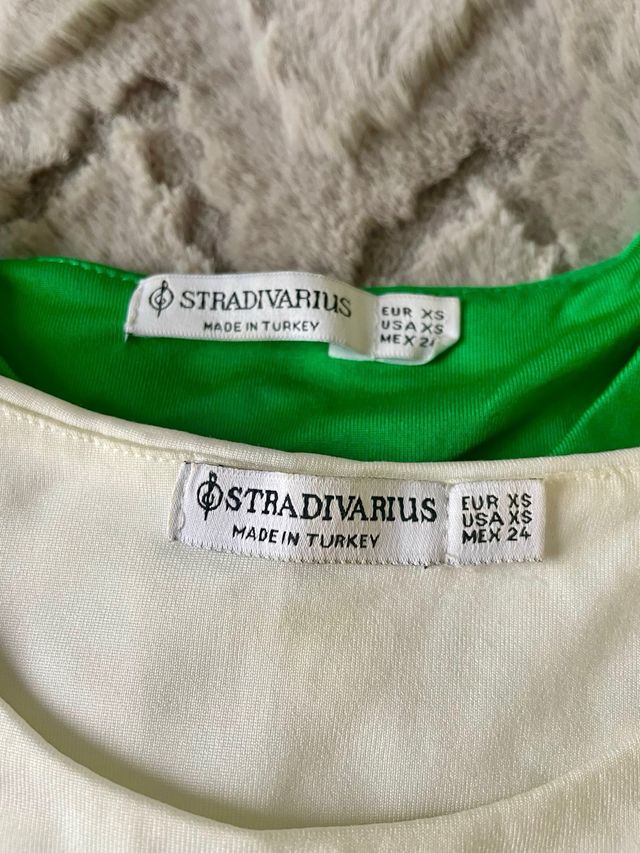 STRADIVARIUS
MADE IN TURKEY
EUR XS
USA XS
MEX 24
STRADIVARIUS
MADE IN TURKEY
EUR XS
USA XS
MEX 24